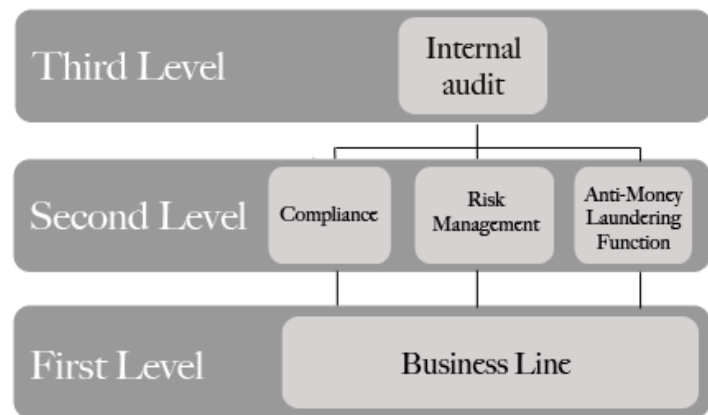 Third Level
Internal
audit
Second Level
Compliance
Risk
Management
Anti-Money
Laundering
Function
First Level
Business Line